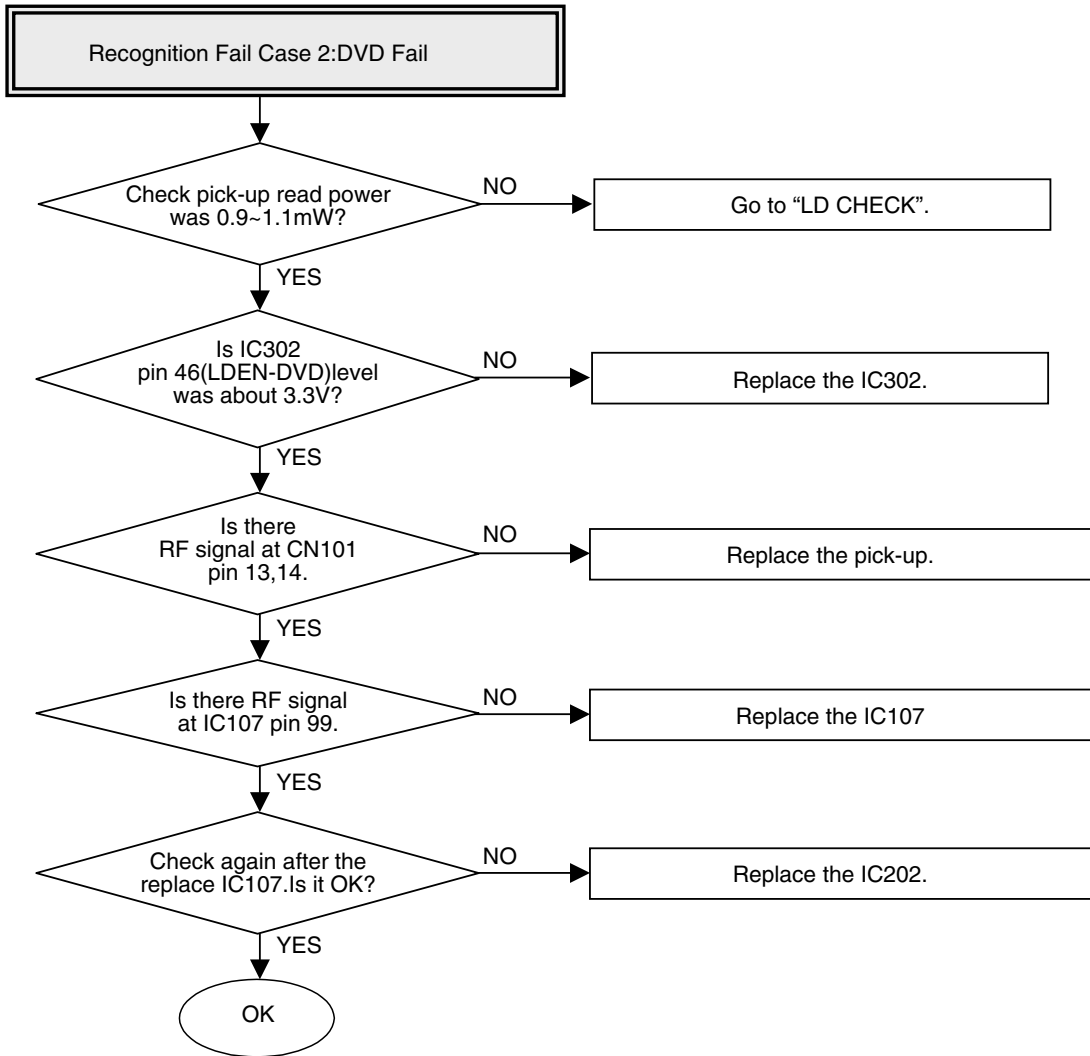 Recognition Fail Case 2:DVD Fail
Check pick-up read power
was 0.9~1.1mW?
NO
Go to “LD CHECK”.
YES
Is IC302
pin 46(LDEN-DVD)level
was about 3.3V?
NO
Replace the IC302.
YES
Is there
RF signal at CN101
pin 13,14.
NO
Replace the pick-up.
YES
Is there RF signal
at IC107 pin 99.
NO
Replace the IC107
YES
Check again after the
replace IC107.Is it OK?
NO
Replace the IC202.
YES
OK